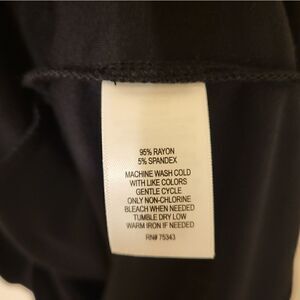 95% RAYON
5% SPANDEX
MACHINE WASH COLD
WITH LIKE COLORS
GENTLE CYCLE
ONLY NON-CHLORINE
BLEACH WHEN NEEDED
TUMBLE DRY LOW
WARM IRON IF NEEDED
RN# 75343